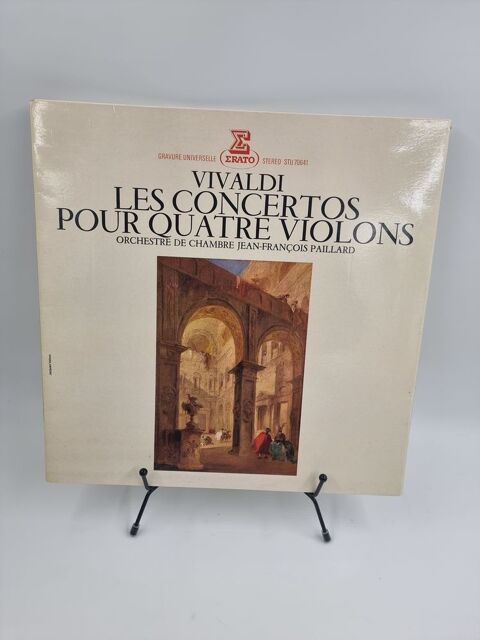 Σ
GRAVURE UNIVERSELLE ERATO STEREO STU 70641
VIVALDI
LES CONCERTOS
POUR QUATRE VIOLONS
ORCHESTRE DE CHAMBRE JEAN-FRANÇOIS PAILLARD